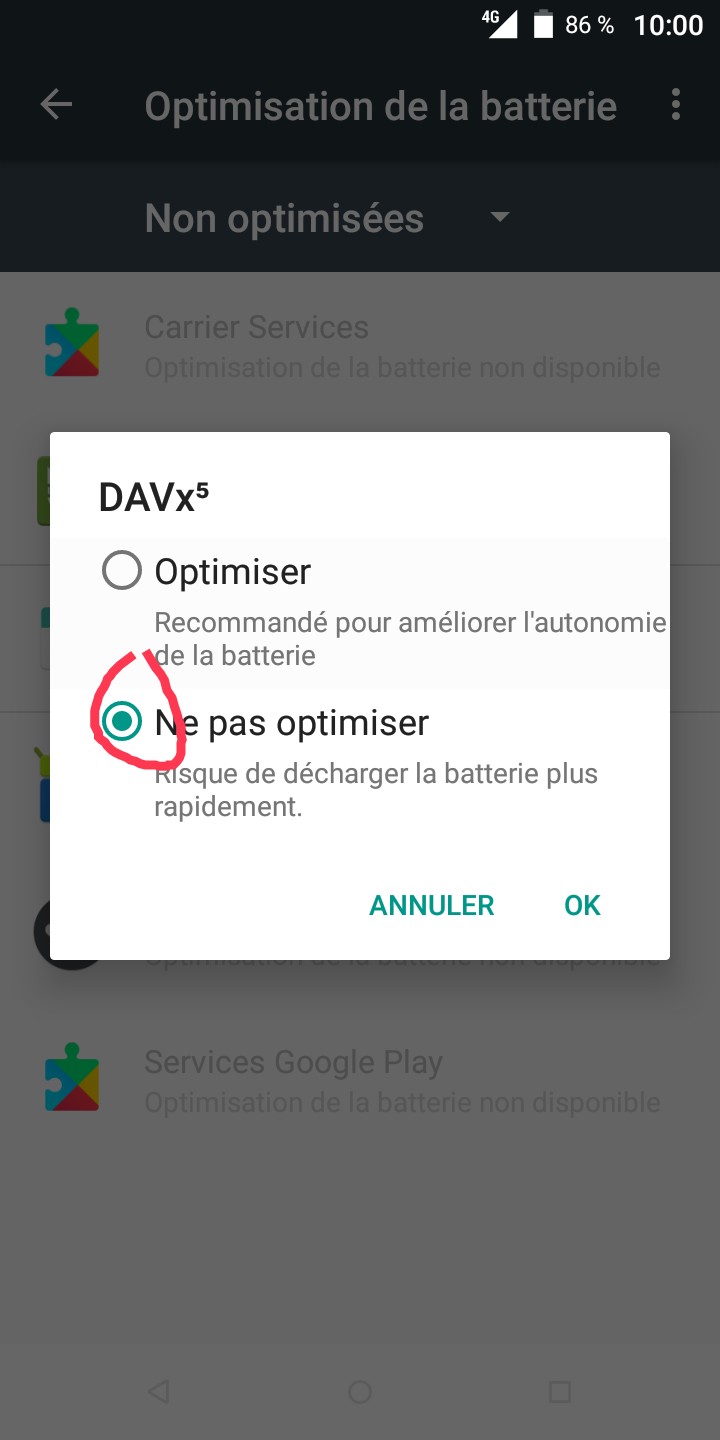 4G 86 % 10:00
Optimisation de la batterie
Non optimisées
Carrier Services
Optimisation de la batterie non disponible
DAVx⁵
Optimiser
Recommandé pour améliorer l'autonomie
de la batterie
Ne pas optimiser
Risque de décharger la batterie plus
rapidement.
ANNULER OK
Optimisation de la batterie non disponible
Services Google Play
Optimisation de la batterie non disponible